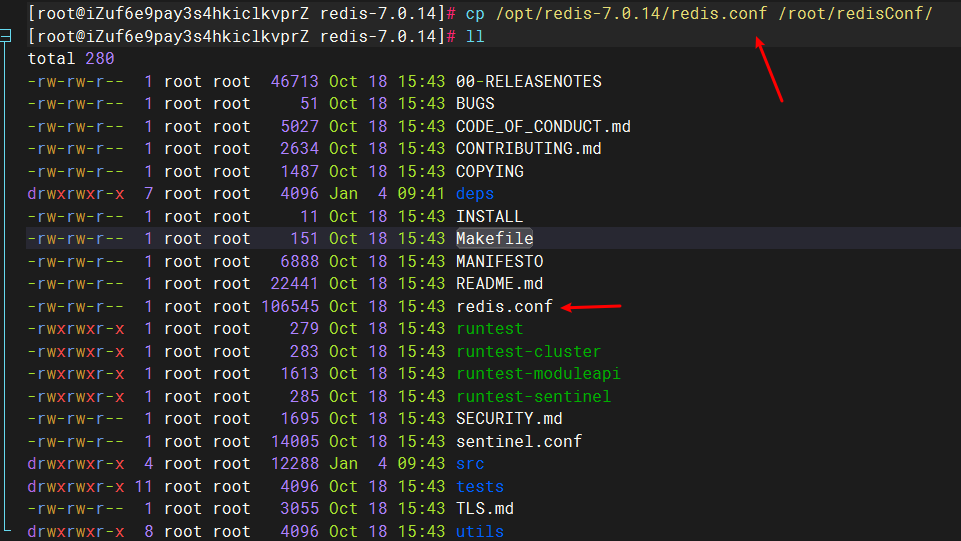 [root@iZuf6e9pay3s4hkiclkvprZ redis-7.0.14]# cp /opt/redis-7.0.14/redis.conf /root/redisConf/
[root@iZuf6e9pay3s4hkiclkvprZ redis-7.0.14]# ll
total 280
-rw-rw-r-- 1 root root 46713 Oct 18 15:43 00-RELEASENOTES
-rw-rw-r-- 1 root root 51 Oct 18 15:43 BUGS
-rw-rw-r-- 1 root root 5027 Oct 18 15:43 CODE_OF_CONDUCT.md
-rw-rw-r-- 1 root root 2634 Oct 18 15:43 CONTRIBUTING.md
-rw-rw-r-- 1 root root 1487 Oct 18 15:43 COPYING
drwxrwxr-x 7 root root 4096 Jan 4 09:41 deps
-rw-rw-r-- 1 root root 11 Oct 18 15:43 INSTALL
-rw-rw-r-- 1 root root 151 Oct 18 15:43 Makefile
-rw-rw-r-- 1 root root 6888 Oct 18 15:43 MANIFESTO
-rw-rw-r-- 1 root root 22441 Oct 18 15:43 README.md
-rw-rw-r-- 1 root root 106545 Oct 18 15:43 redis.conf
-rwxrwxr-x 1 root root 279 Oct 18 15:43 runtest
-rwxrwxr-x 1 root root 283 Oct 18 15:43 runtest-cluster
-rwxrwxr-x 1 root root 1613 Oct 18 15:43 runtest-moduleapi
-rwxrwxr-x 1 root root 285 Oct 18 15:43 runtest-sentinel
-rw-rw-r-- 1 root root 1695 Oct 18 15:43 SECURITY.md
-rw-rw-r-- 1 root root 14005 Oct 18 15:43 sentinel.conf
drwxrwxr-x 4 root root 12288 Jan 4 09:43 src
drwxrwxr-x 11 root root 4096 Oct 18 15:43 tests
-rw-rw-r-- 1 root root 3055 Oct 18 15:43 TLS.md
drwxrwxr-x 8 root root 4096 Oct 18 15:43 utils